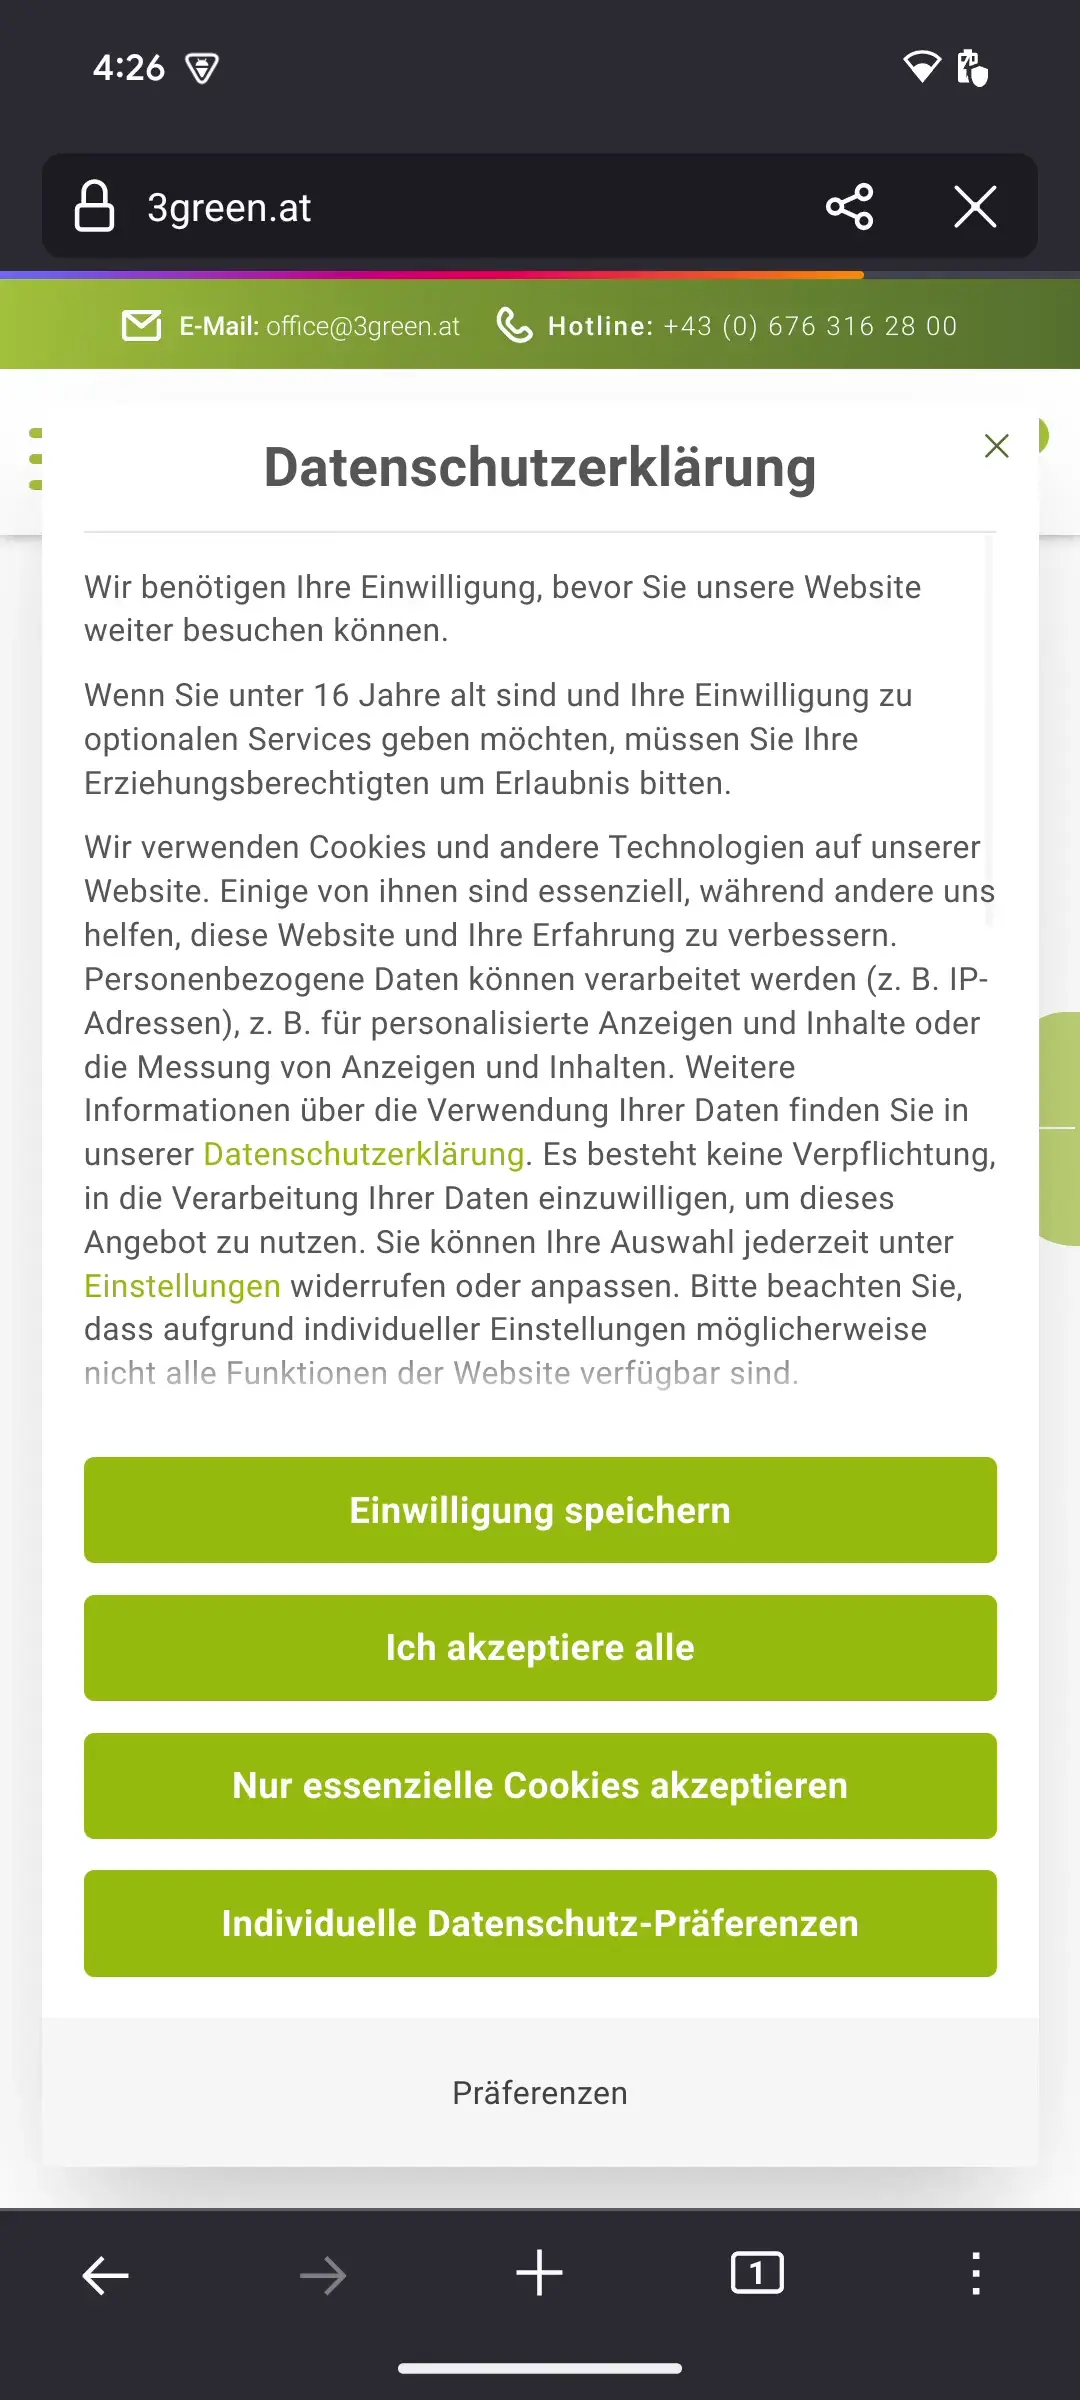 4:26
3green.at
E-Mail: office@3green.at Hotline: +43 (0) 676 316 28 00
Datenschutzerklärung
Wir benötigen Ihre Einwilligung, bevor Sie unsere Website
weiter besuchen können.
Wenn Sie unter 16 Jahre alt sind und Ihre Einwilligung zu
optionalen Services geben möchten, müssen Sie Ihre
Erziehungsberechtigten um Erlaubnis bitten.
Wir verwenden Cookies und andere Technologien auf unserer
Website. Einige von ihnen sind essenziell, während andere uns
helfen, diese Website und Ihre Erfahrung zu verbessern.
Personenbezogene Daten können verarbeitet werden (z. B. IP-
Adressen), z. B. für personalisierte Anzeigen und Inhalte oder
die Messung von Anzeigen und Inhalten. Weitere
Informationen über die Verwendung Ihrer Daten finden Sie in
unserer Datenschutzerklärung. Es besteht keine Verpflichtung,
in die Verarbeitung Ihrer Daten einzuwilligen, um dieses
Angebot zu nutzen. Sie können Ihre Auswahl jederzeit unter
Einstellungen widerrufen oder anpassen. Bitte beachten Sie,
dass aufgrund individueller Einstellungen möglicherweise
nicht alle Funktionen der Website verfügbar sind.
Einwilligung speichern
Ich akzeptiere alle
Nur essenzielle Cookies akzeptieren
Individuelle Datenschutz-Präferenzen
Präferenzen
1